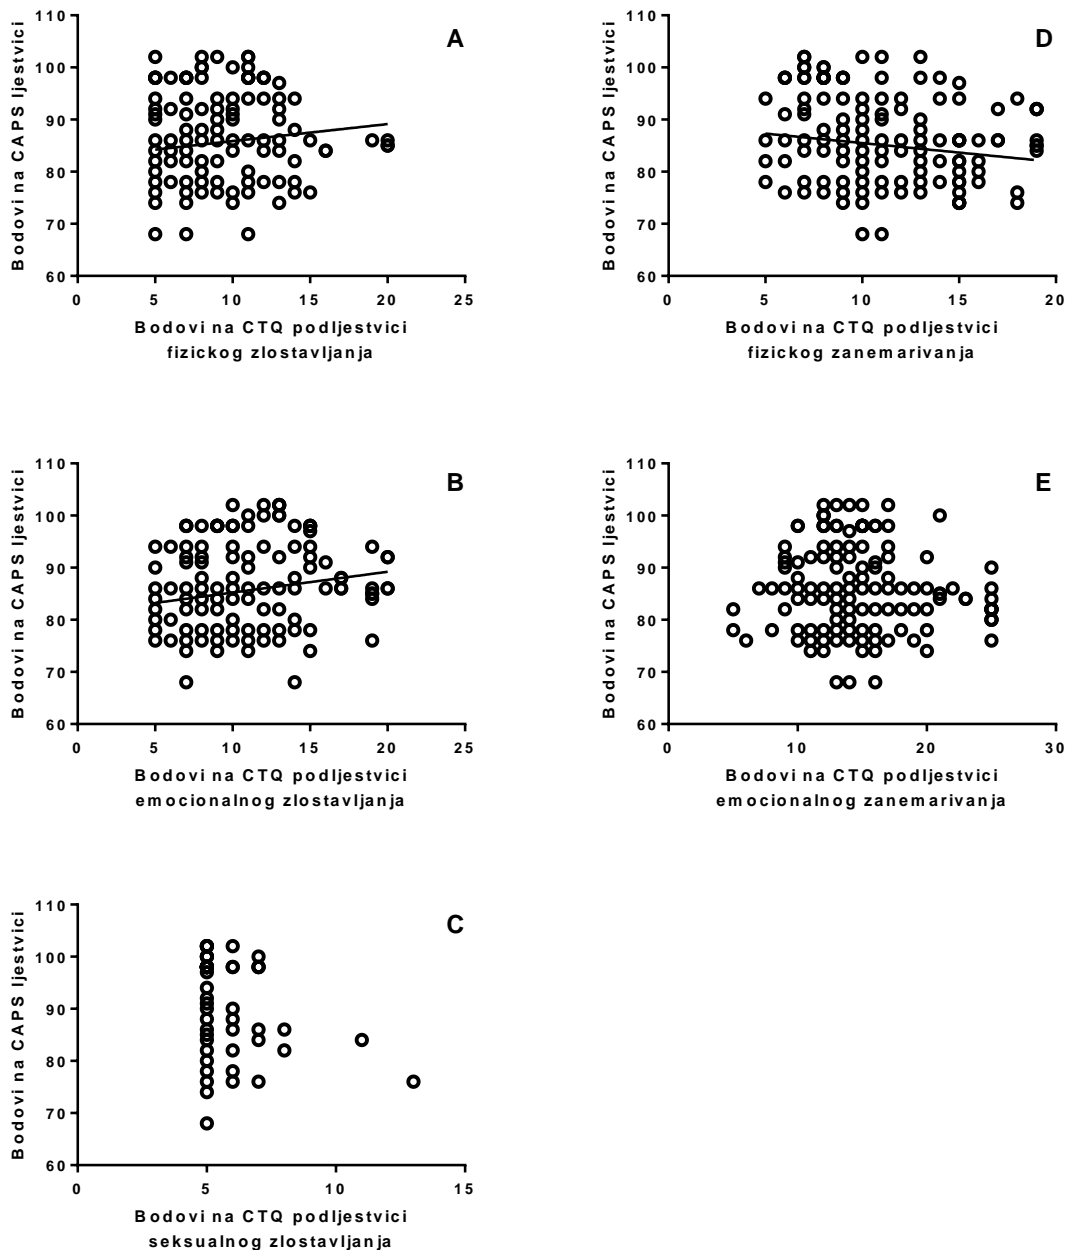 A
110
100
90
80
70
60
0
5
10
15
20
25
Bodovi na CAPS ljestvici
Bodovi na CTQ podljestvici
fizickog zlostavljanja
D
110
100
90
80
70
60
0
5
10
15
20
Bodovi na CAPS ljestvici
Bodovi na CTQ podljestvici
fizickog zanemarivanja
B
110
100
90
80
70
60
0
5
10
15
20
25
Bodovi na CAPS ljestvici
Bodovi na CTQ podljestvici
emocionalnog zlostavljanja
E
110
100
90
80
70
60
0
10
20
30
Bodovi na CAPS ljestvici
Bodovi na CTQ podljestvici
emocionalnog zanemarivanja
C
110
100
90
80
70
60
0
5
10
15
Bodovi na CAPS ljestvici
Bodovi na CTQ podljestvici
seksualnog zlostavljanja